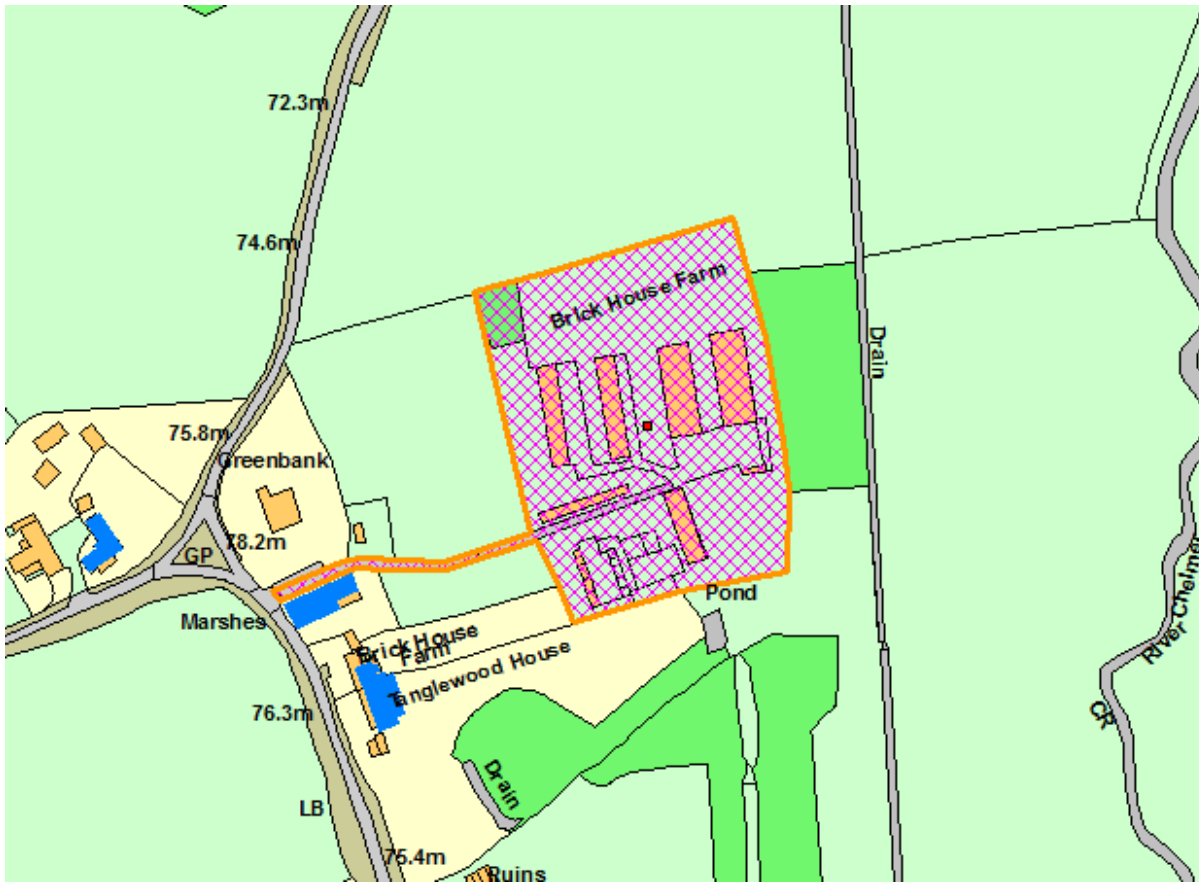 72.3m
74.6m
Brick House Farm
Drain
75.8m
Greenbank
78.2m
GP
Pond
Marshes
Brick House
Farm
Tanglewood House
River Chelmer
76.3m
CR
Drain
LB
75.4m
Ruins